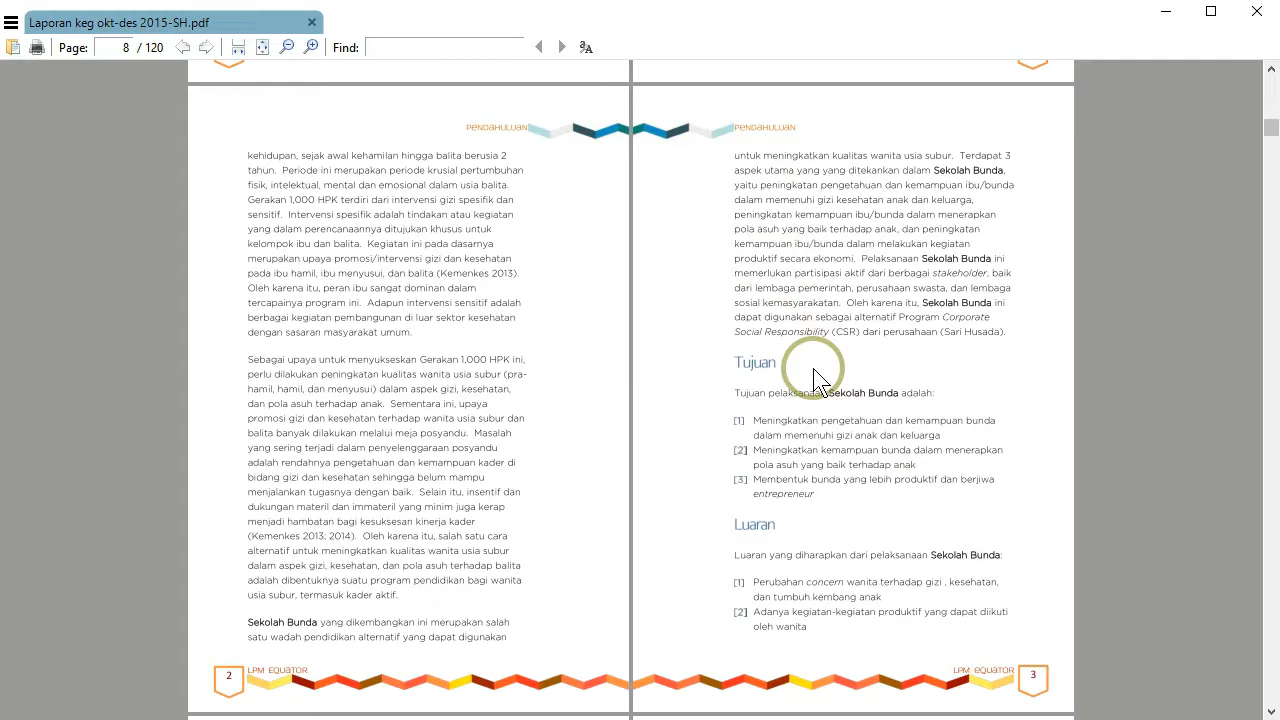 Laporan keg okt-des 2015-SH.pdf
Page: 8 / 120 Find:
PENDAHULUAN
kehidupan, sejak awal kehamilan hingga balita berusia 2
tahun. Periode ini merupakan periode krusial pertumbuhan
fisik, intelektual, mental dan emosional dalam usia balita.
Gerakan 1,000 HPK terdiri dari intervensi gizi spesifik dan
sensitif. Intervensi spesifik adalah tindakan atau kegiatan
yang dalam perencanaannya ditujukan khusus untuk
kelompok ibu dan balita. Kegiatan ini pada dasarnya
merupakan upaya promosi/intervensi gizi dan kesehatan
pada ibu hamil, ibu menyusui, dan balita (Kemenkes 2013).
Oleh karena itu, peran ibu sangat dominan dalam
tercapainya program ini. Adapun intervensi sensitif adalah
berbagai kegiatan pembangunan di luar sektor kesehatan
dengan sasaran masyarakat umum.
Sebagai upaya untuk menyukseskan Gerakan 1,000 HPK ini,
perlu dilakukan peningkatan kualitas wanita usia subur (pra-
hamil, hamil, dan menyusui) dalam aspek gizi, kesehatan,
dan pola asuh terhadap anak. Sementara ini, upaya
promosi gizi dan kesehatan terhadap wanita usia subur dan
balita banyak dilakukan melalui meja posyandu. Masalah
yang sering terjadi dalam penyelenggaraan posyandu
adalah rendahnya pengetahuan dan kemampuan kader di
bidang gizi dan kesehatan sehingga belum mampu
menjalankan tugasnya dengan baik. Selain itu, insentif dan
dukungan materil dan immateril yang minim juga kerap
menjadi hambatan bagi kesuksesan kinerja kader
(Kemenkes 2013; 2014). Oleh karena itu, salah satu cara
alternatif untuk meningkatkan kualitas wanita usia subur
dalam aspek gizi, kesehatan, dan pola asuh terhadap balita
adalah dibentuknya suatu program pendidikan bagi wanita
usia subur, termasuk kader aktif.
Sekolah Bunda yang dikembangkan ini merupakan salah
satu wadah pendidikan alternatif yang dapat digunakan
2 LPM EQUATOR
PENDAHULUAN
untuk meningkatkan kualitas wanita usia subur. Terdapat 3
aspek utama yang yang ditekankan dalam Sekolah Bunda,
yaitu peningkatan pengetahuan dan kemampuan ibu/bunda
dalam memenuhi gizi kesehatan anak dan keluarga,
peningkatan kemampuan ibu/bunda dalam menerapkan
pola asuh yang baik terhadap anak, dan peningkatan
kemampuan ibu/bunda dalam melakukan kegiatan
produktif secara ekonomi. Pelaksanaan Sekolah Bunda ini
memerlukan partisipasi aktif dari berbagai stakeholder, baik
dari lembaga pemerintah, perusahaan swasta, dan lembaga
sosial kemasyarakatan. Oleh karena itu, Sekolah Bunda ini
dapat digunakan sebagai alternatif Program Corporate
Social Responsibility (CSR) dari perusahaan (Sari Husada).
Tujuan
Tujuan pelaksanaan Sekolah Bunda adalah:
[1] Meningkatkan pengetahuan dan kemampuan bunda
dalam memenuhi gizi anak dan keluarga
[2] Meningkatkan kemampuan bunda dalam menerapkan
pola asuh yang baik terhadap anak
[3] Membentuk bunda yang lebih produktif dan berjiwa
entrepreneur
Luaran
Luaran yang diharapkan dari pelaksanaan Sekolah Bunda:
[1] Perubahan concern wanita terhadap gizi , kesehatan,
dan tumbuh kembang anak
[2] Adanya kegiatan-kegiatan produktif yang dapat diikuti
oleh wanita
LPM EQUATOR 3